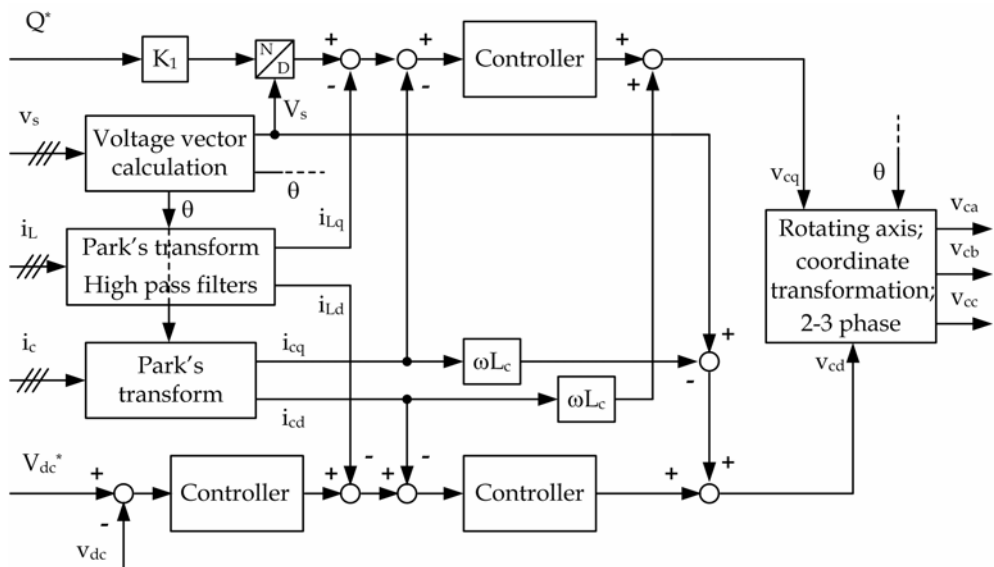 Q*
K1
N
D
+
-
+
-
Controller
+
+
Vs
vs
Voltage vector
calculation
θ
θ
vcq
θ
iL
Park's transform
High pass filters
iLq
iLd
Rotating axis;
coordinate
transformation;
2-3 phase
vca
vcb
vcc
ic
Park's
transform
icq
ωLc
+
-
icd
ωLc
vcd
Vdc*
+
-
vdc
Controller
+
-
+
-
Controller
+
+